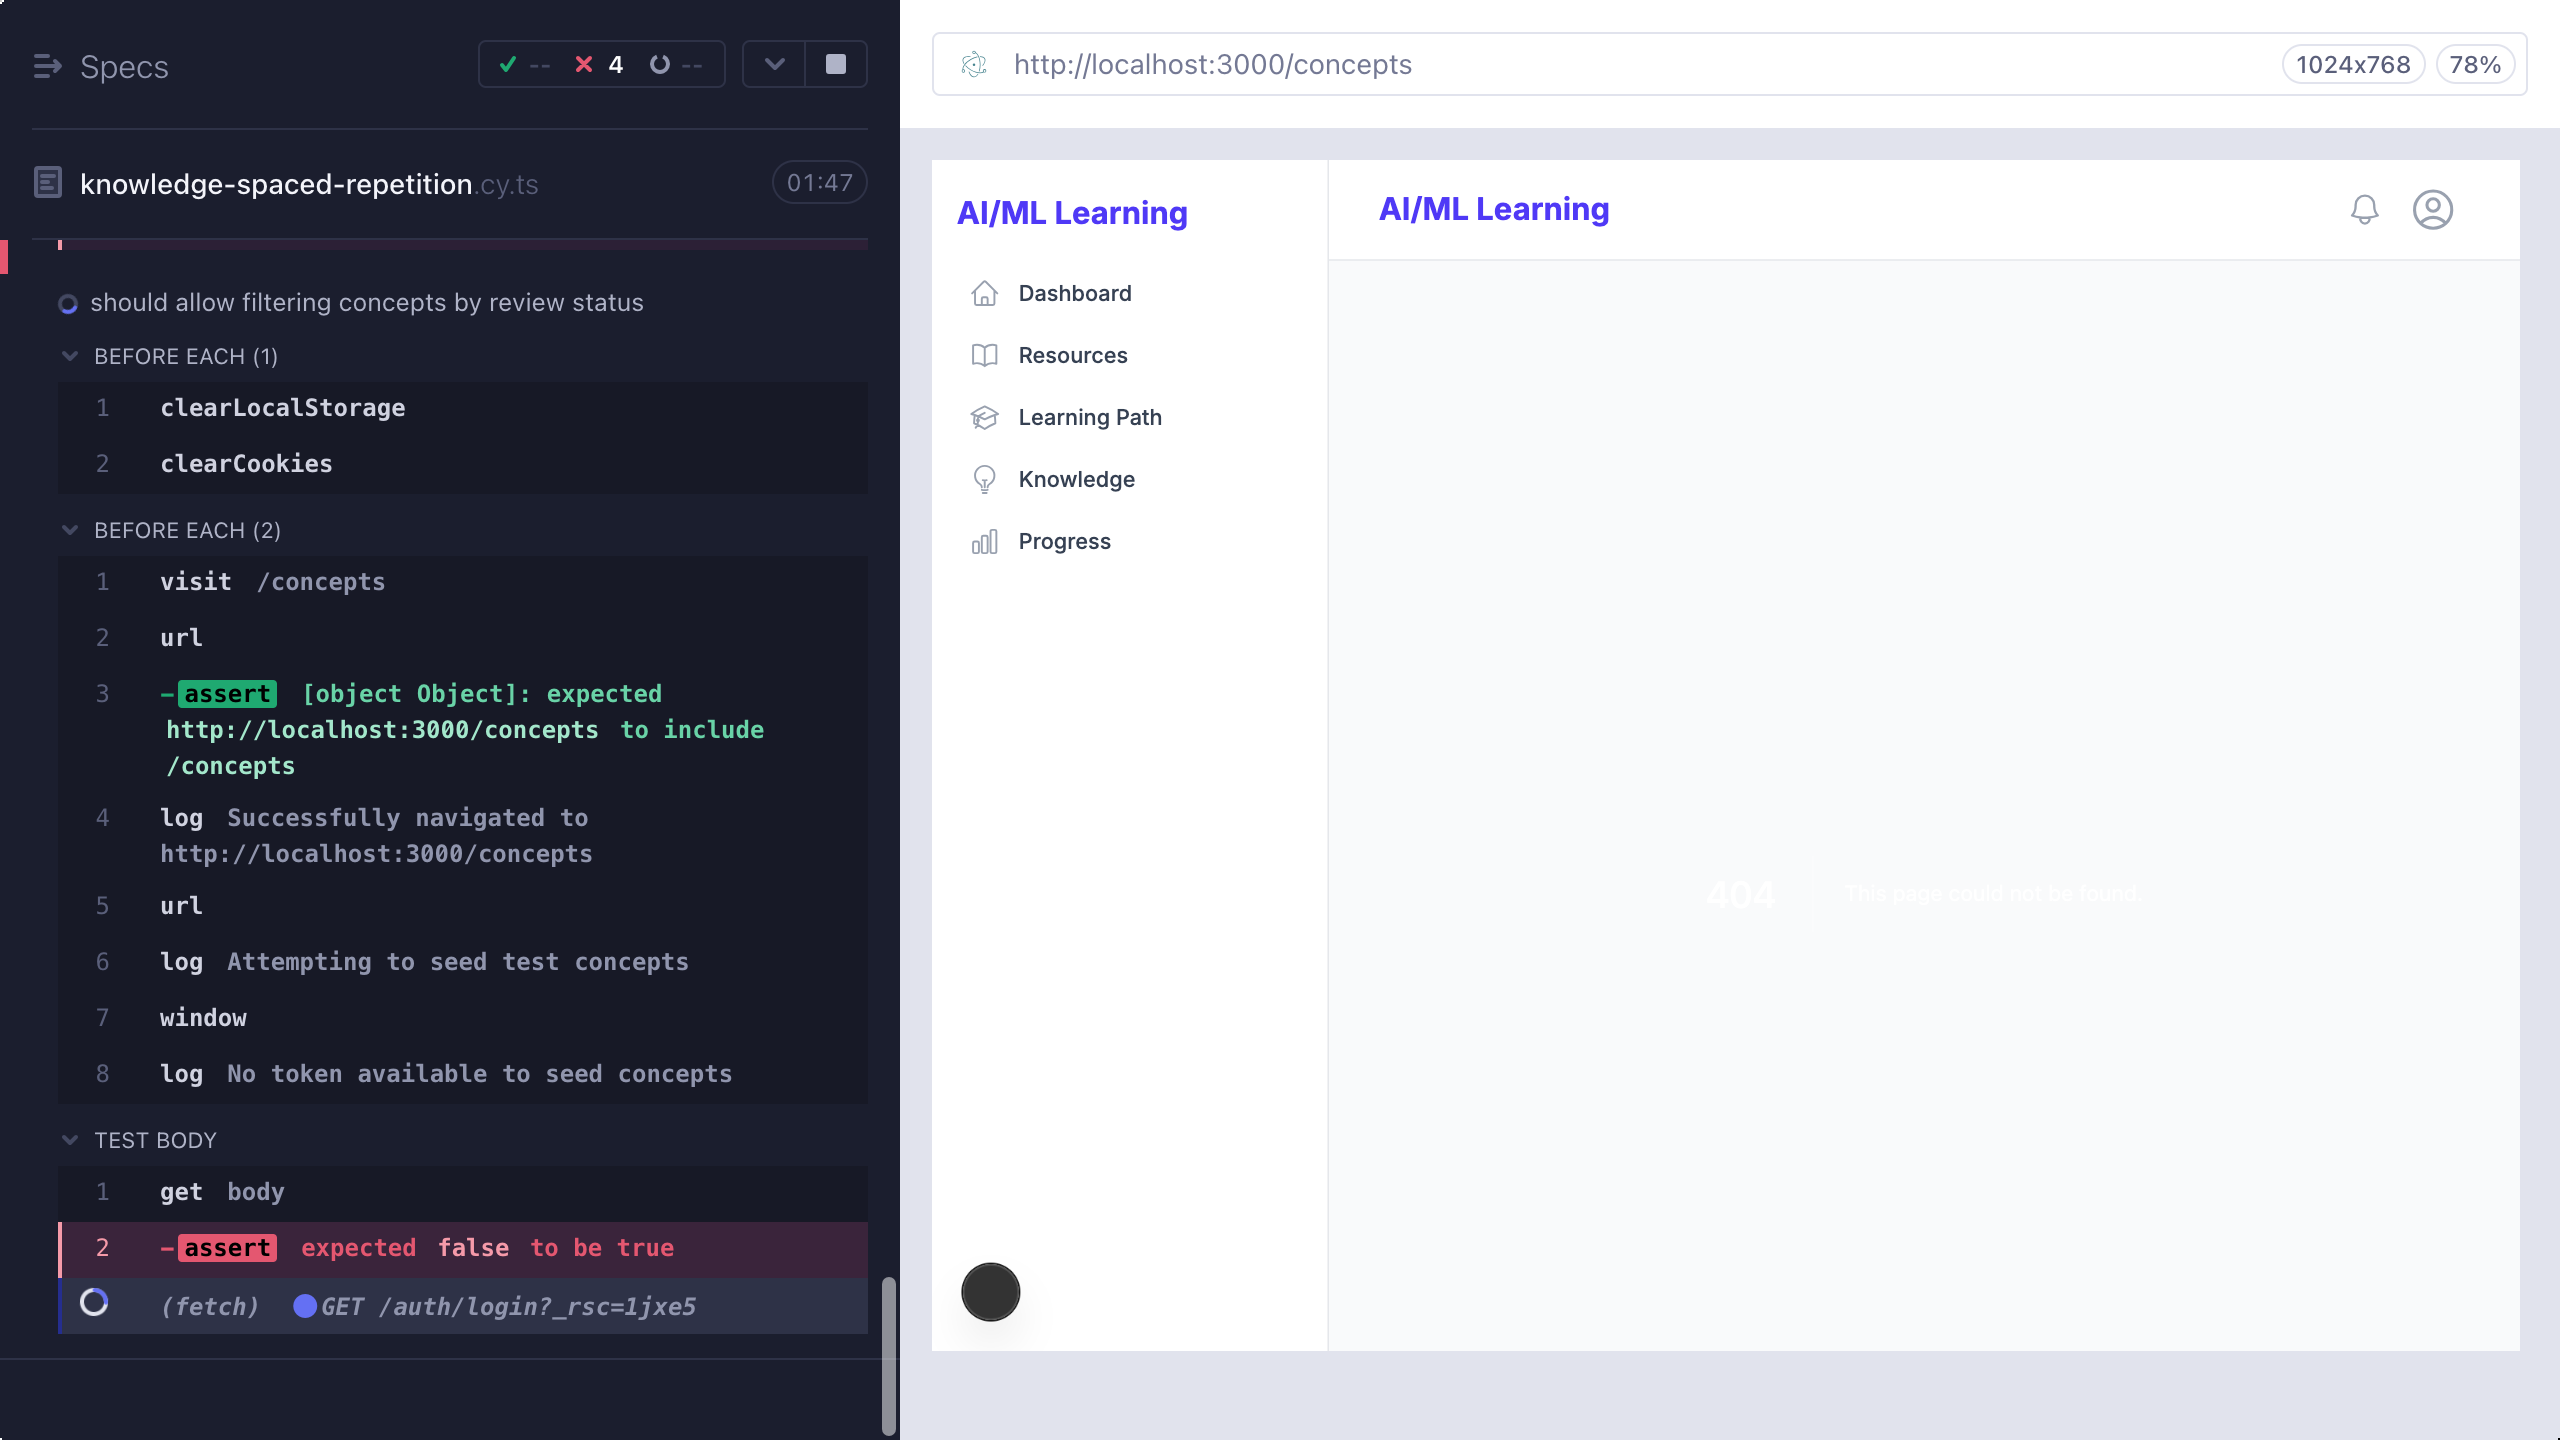 Specs
-- 4 --
knowledge-spaced-repetition.cy.ts
01:47
should allow filtering concepts by review status
BEFORE EACH (1)
1 clearLocalStorage
2 clearCookies
BEFORE EACH (2)
1 visit /concepts
2 url
3 -assert [object Object]: expected
http://localhost:3000/concepts to include
/concepts
4 log Successfully navigated to
http://localhost:3000/concepts
5 url
6 log Attempting to seed test concepts
7 window
8 log No token available to seed concepts
TEST BODY
1 get body
2 -assert expected false to be true
(fetch) GET /auth/login?_rsc=1jxe5
http://localhost:3000/concepts
1024x768
78%
AI/ML Learning
Dashboard
Resources
Learning Path
Knowledge
Progress
AI/ML Learning
404
This page could not be found.